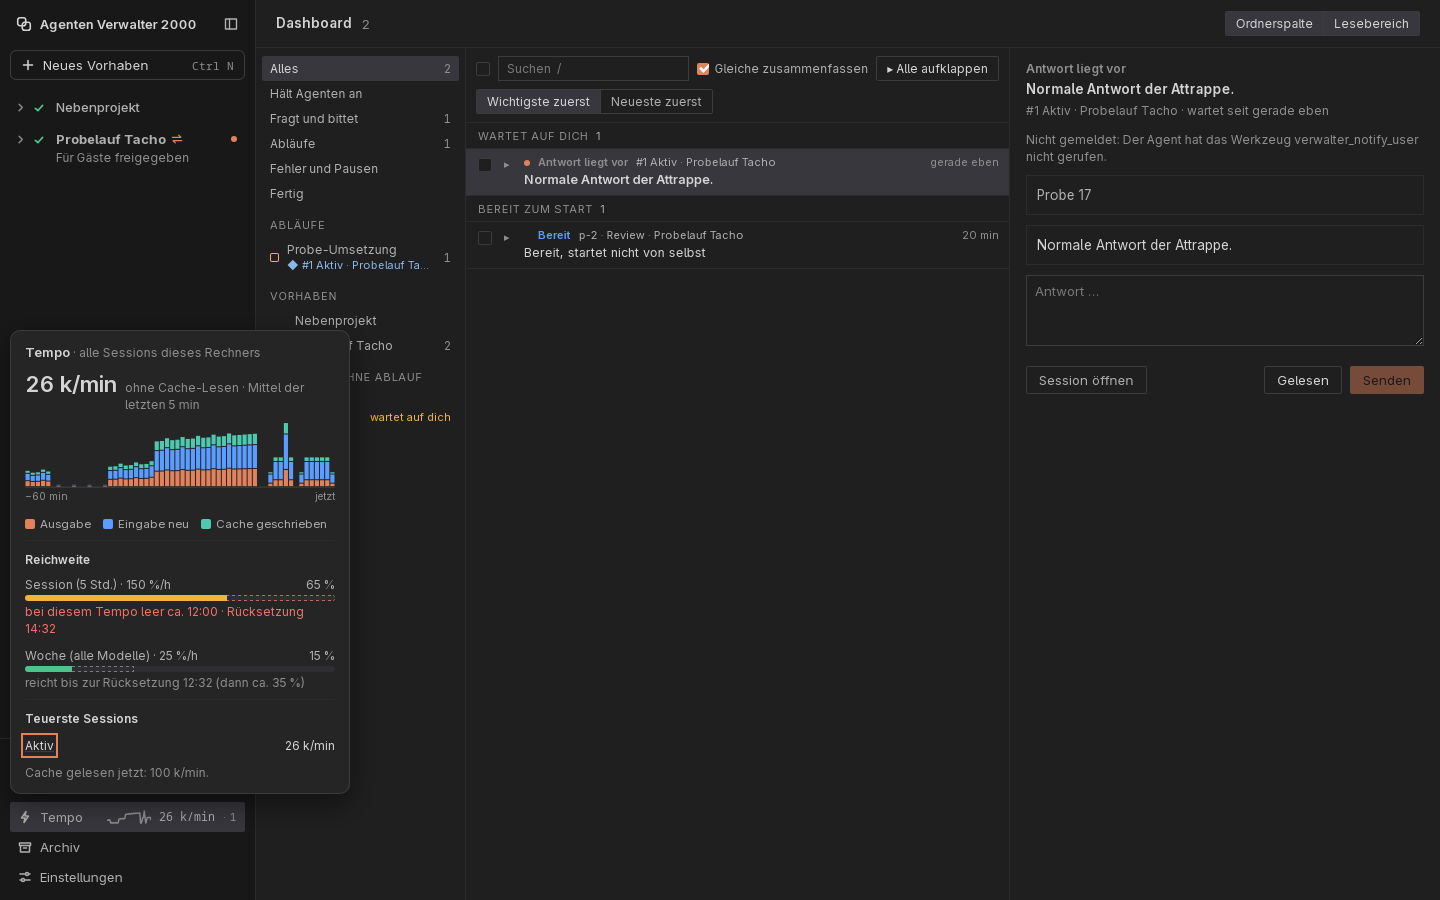 Agenten Verwalter 2000
Neues Vorhaben Ctrl N
Nebenprojekt
Probelauf Tacho
Für Gäste freigegeben
Dashboard 2
Ordnerspalte Lesebereich
Alles 2
Hält Agenten an
Fragt und bittet 1
Abläufe 1
Fehler und Pausen
Fertig
ABLÄUFE
Probe-Umsetzung 1
#1 Aktiv · Probelauf Ta…
VORHABEN
Nebenprojekt
f Tacho 2
HNE ABLAUF
wartet auf dich
Suchen /
Gleiche zusammenfassen
▸ Alle aufklappen
Wichtigste zuerst Neueste zuerst
WARTET AUF DICH 1
Antwort liegt vor #1 Aktiv · Probelauf Tacho gerade eben
Normale Antwort der Attrappe.
BEREIT ZUM START 1
Bereit p-2 · Review · Probelauf Tacho 20 min
Bereit, startet nicht von selbst
Antwort liegt vor
Normale Antwort der Attrappe.
#1 Aktiv · Probelauf Tacho · wartet seit gerade eben
Nicht gemeldet: Der Agent hat das Werkzeug verwalter_notify_user
nicht gerufen.
Probe 17
Normale Antwort der Attrappe.
Antwort …
Session öffnen Gelesen Senden
Tempo · alle Sessions dieses Rechners
26 k/min ohne Cache-Lesen · Mittel der
letzten 5 min
−60 min jetzt
Ausgabe Eingabe neu Cache geschrieben
Reichweite
Session (5 Std.) · 150 %/h 65 %
bei diesem Tempo leer ca. 12:00 · Rücksetzung
14:32
Woche (alle Modelle) · 25 %/h 15 %
reicht bis zur Rücksetzung 12:32 (dann ca. 35 %)
Teuerste Sessions
Aktiv 26 k/min
Cache gelesen jetzt: 100 k/min.
Tempo 26 k/min · 1
Archiv
Einstellungen